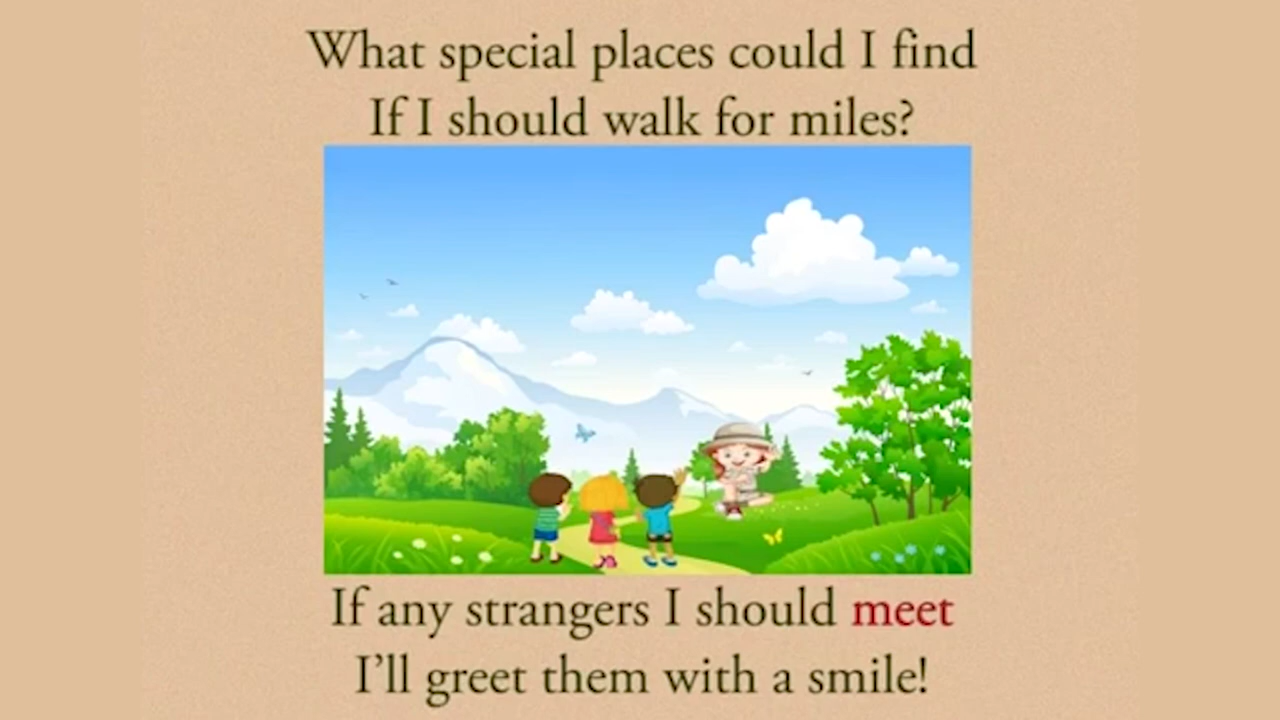 What special places could I find
If I should walk for miles?
If any strangers I should meet
I'll greet them with a smile!